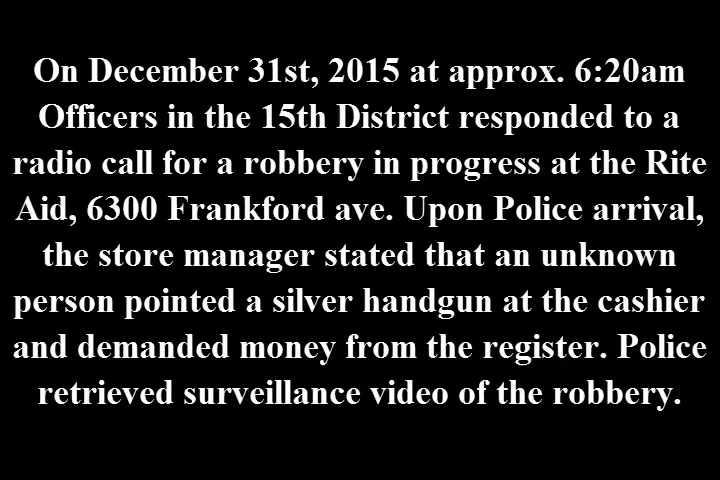 On December 31st, 2015 at approx. 6:20am
Officers in the 15th District responded to a
radio call for a robbery in progress at the Rite
Aid, 6300 Frankford ave. Upon Police arrival,
the store manager stated that an unknown
person pointed a silver handgun at the cashier
and demanded money from the register. Police
retrieved surveillance video of the robbery.